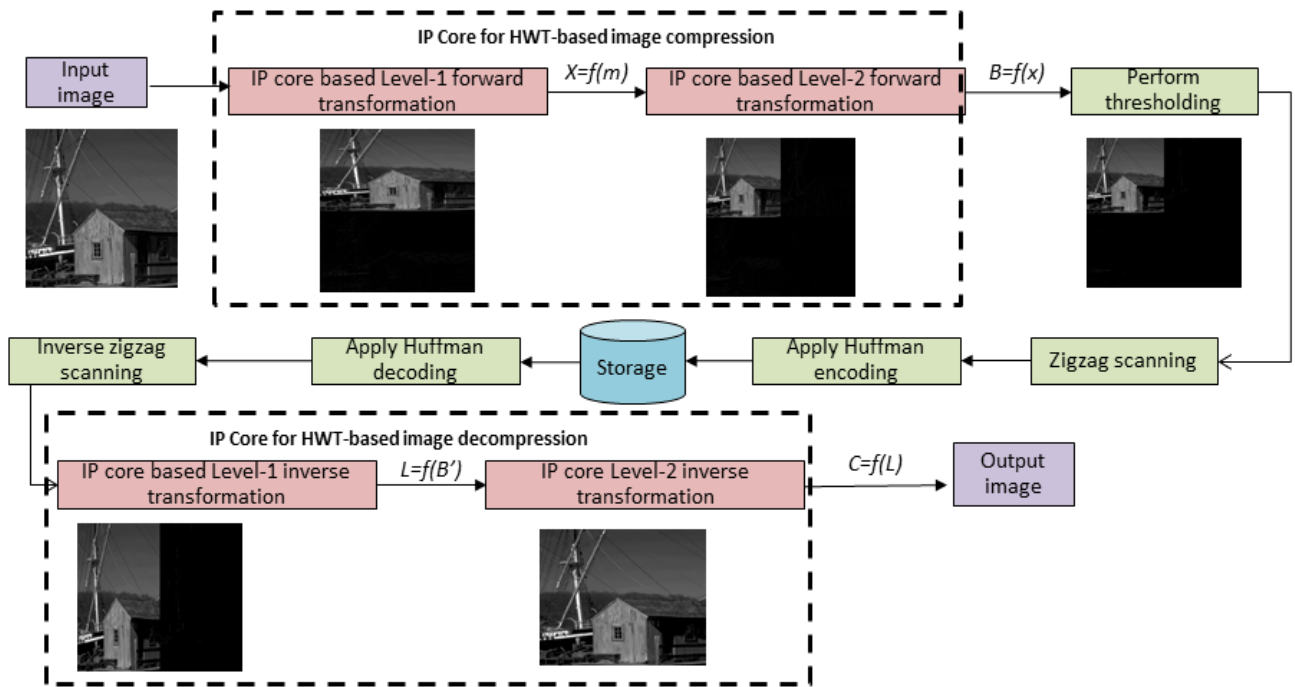 IP Core for HWT-based image compression
Input
image
IP core based Level-1 forward
transformation
X=f(m)
IP core based Level-2 forward
transformation
B=f(x)
Perform
thresholding
Inverse zigzag
scanning
Apply Huffman
decoding
Storage
Apply Huffman
encoding
Zigzag scanning
IP Core for HWT-based image decompression
IP core based Level-1 inverse
transformation
L=f(B’)
IP core Level-2 inverse
transformation
C=f(L)
Output
image